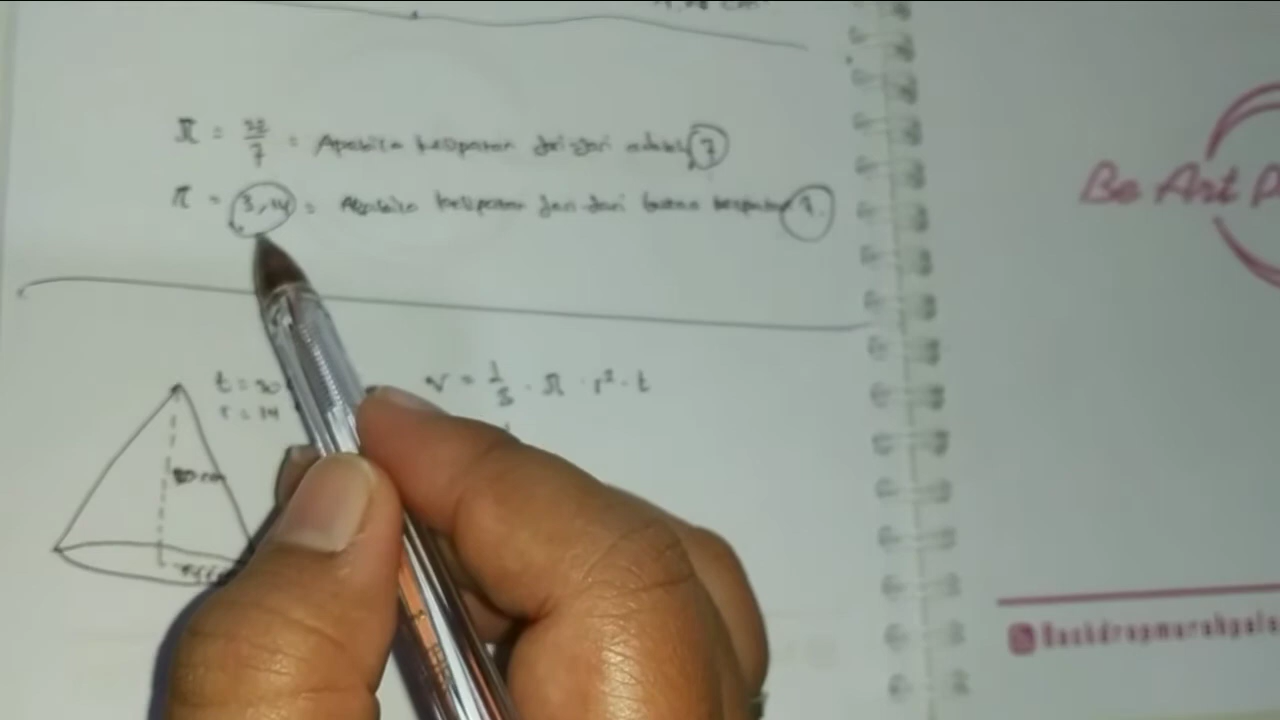 π = 22/7 = Apabila kelipatan jari-jari adalah 7
π = 3,14 = Apabila kelipatan jari-jari bukan kelipatan 7.
t = 30
r = 14
V = 1/3 . π . r² . t
Be Art P
Backdropmurahpale